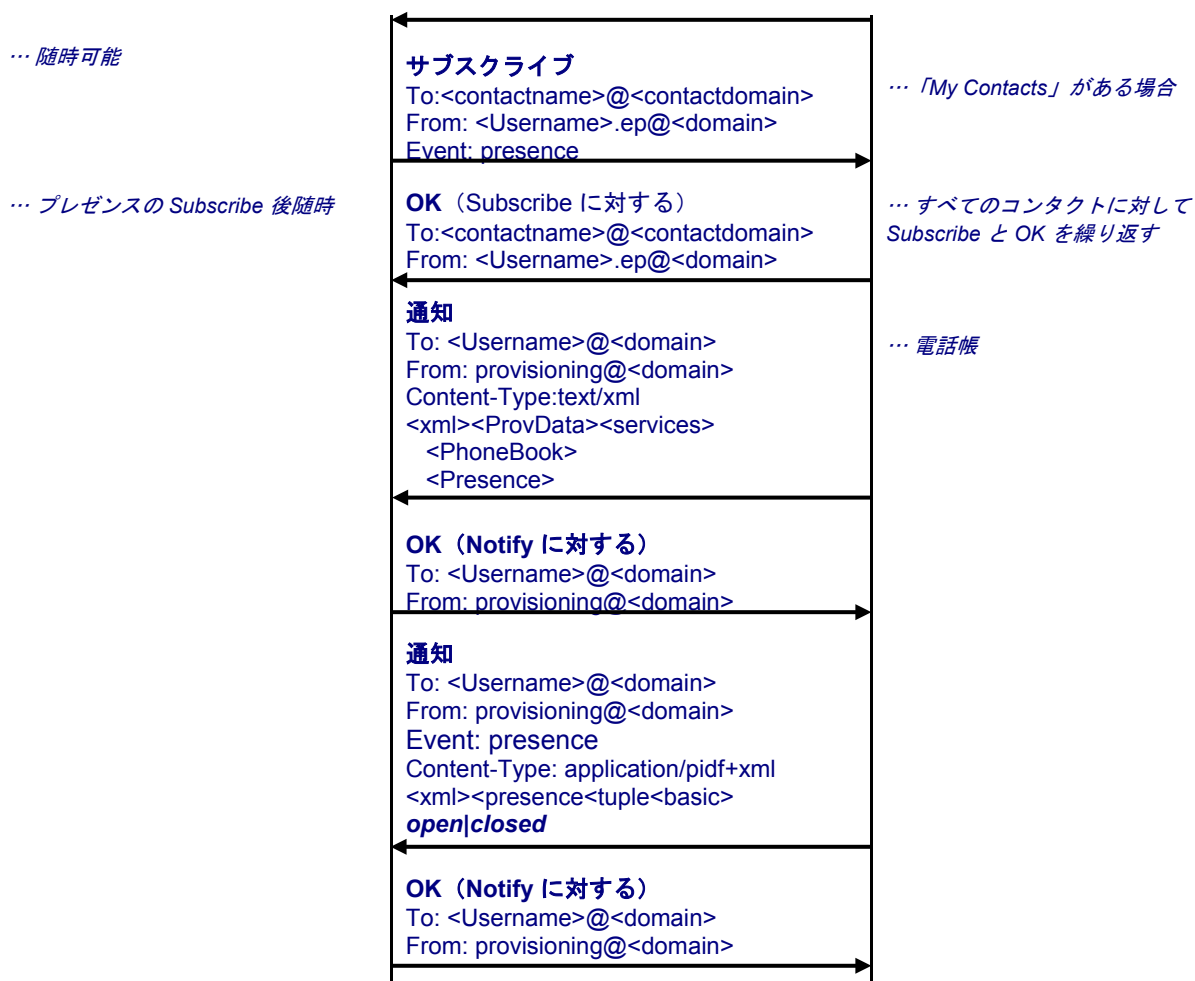 … 随時可能
サブスクライブ
To:<contactname>@<contactdomain>
From: <Username>.ep@<domain>
Event: presence
… 「My Contacts」がある場合
… プレゼンスの Subscribe 後随時
OK（Subscribe に対する）
To:<contactname>@<contactdomain>
From: <Username>.ep@<domain>
… すべてのコンタクトに対して
Subscribe と OK を繰り返す
通知
To: <Username>@<domain>
From: provisioning@<domain>
Content-Type:text/xml
<xml><ProvData><services>
<PhoneBook>
<Presence>
… 電話帳
OK（Notify に対する）
To: <Username>@<domain>
From: provisioning@<domain>
通知
To: <Username>@<domain>
From: provisioning@<domain>
Event: presence
Content-Type: application/pidf+xml
<xml><presence<tuple<basic>
open|closed
OK（Notify に対する）
To: <Username>@<domain>
From: provisioning@<domain>